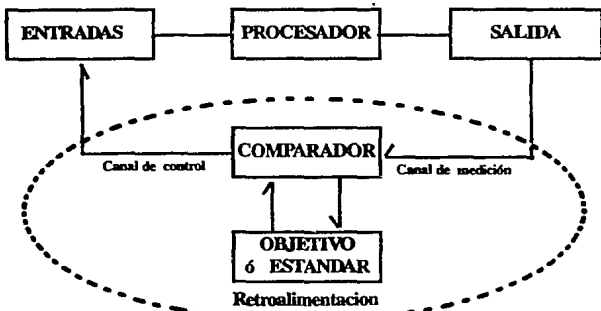 ENTRADAS
PROCESADOR
SALIDA
COMPARADOR
Canal de control
Canal de medición
OBJETIVO
ó ESTANDAR
Retroalimentacion